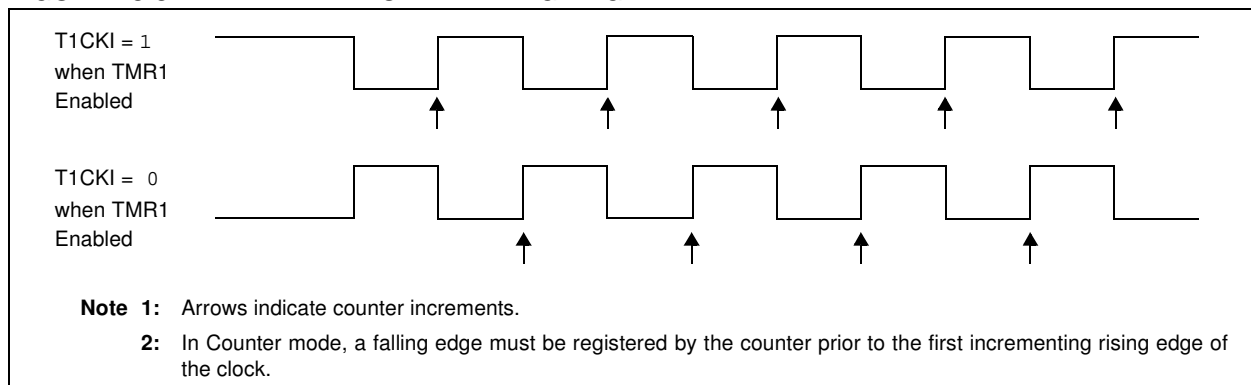 T1CKI = 1
when TMR1
Enabled
T1CKI = 0
when TMR1
Enabled
Note 1: Arrows indicate counter increments.
2: In Counter mode, a falling edge must be registered by the counter prior to the first incrementing rising edge of
the clock.